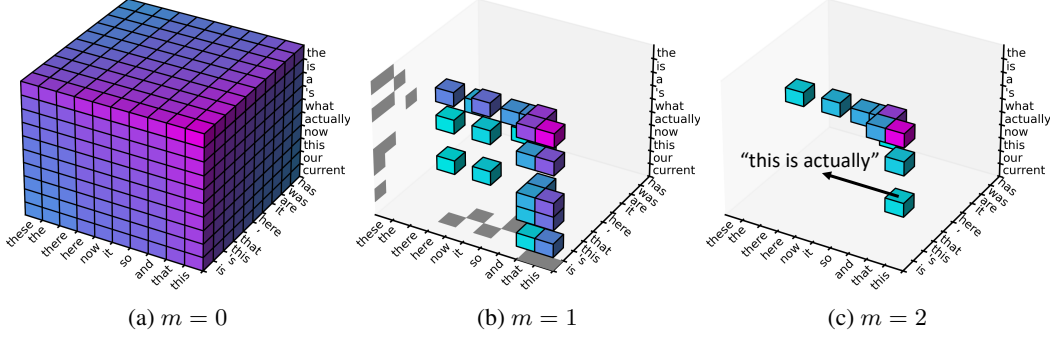 the
is
a
's
what
actually
now
this
our
current
has
was
are
it
here
that
this
's
is
these
the
there
here
now
it
so
and
that
this
(a) m = 0
the
is
a
's
what
actually
now
this
our
current
has
was
are
it
here
that
this
's
is
these
the
there
here
now
it
so
and
that
this
(b) m = 1
the
is
a
's
what
actually
now
this
our
current
has
was
are
it
here
that
this
's
is
these
the
there
here
now
it
so
and
that
this
“this is actually”
(c) m = 2